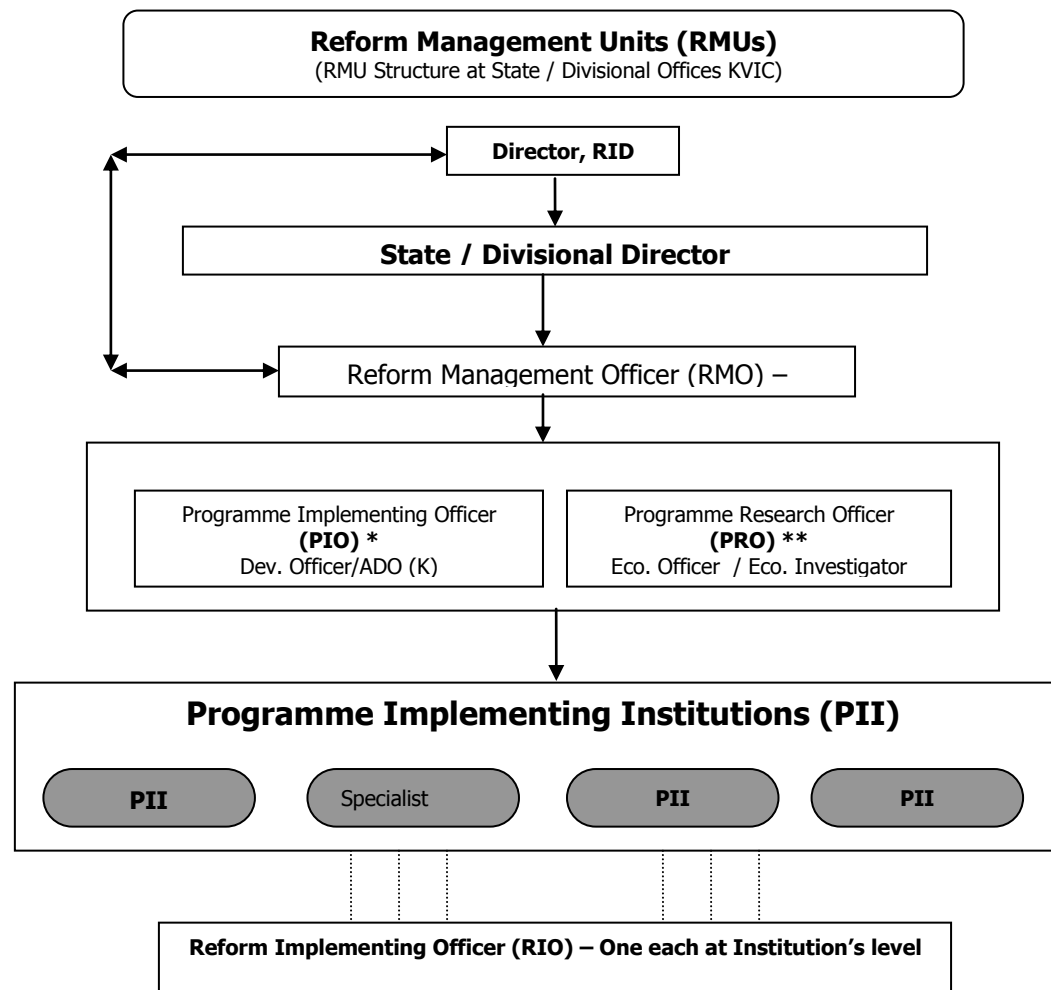 Reform Management Units (RMUs)
(RMU Structure at State / Divisional Offices KVIC)
Director, RID
State / Divisional Director
Reform Management Officer (RMO) –
Programme Implementing Officer
(PIO) *
Dev. Officer/ADO (K)
Programme Research Officer
(PRO) **
Eco. Officer / Eco. Investigator
Programme Implementing Institutions (PII)
PII
Specialist
PII
PII
Reform Implementing Officer (RIO) – One each at Institution's level